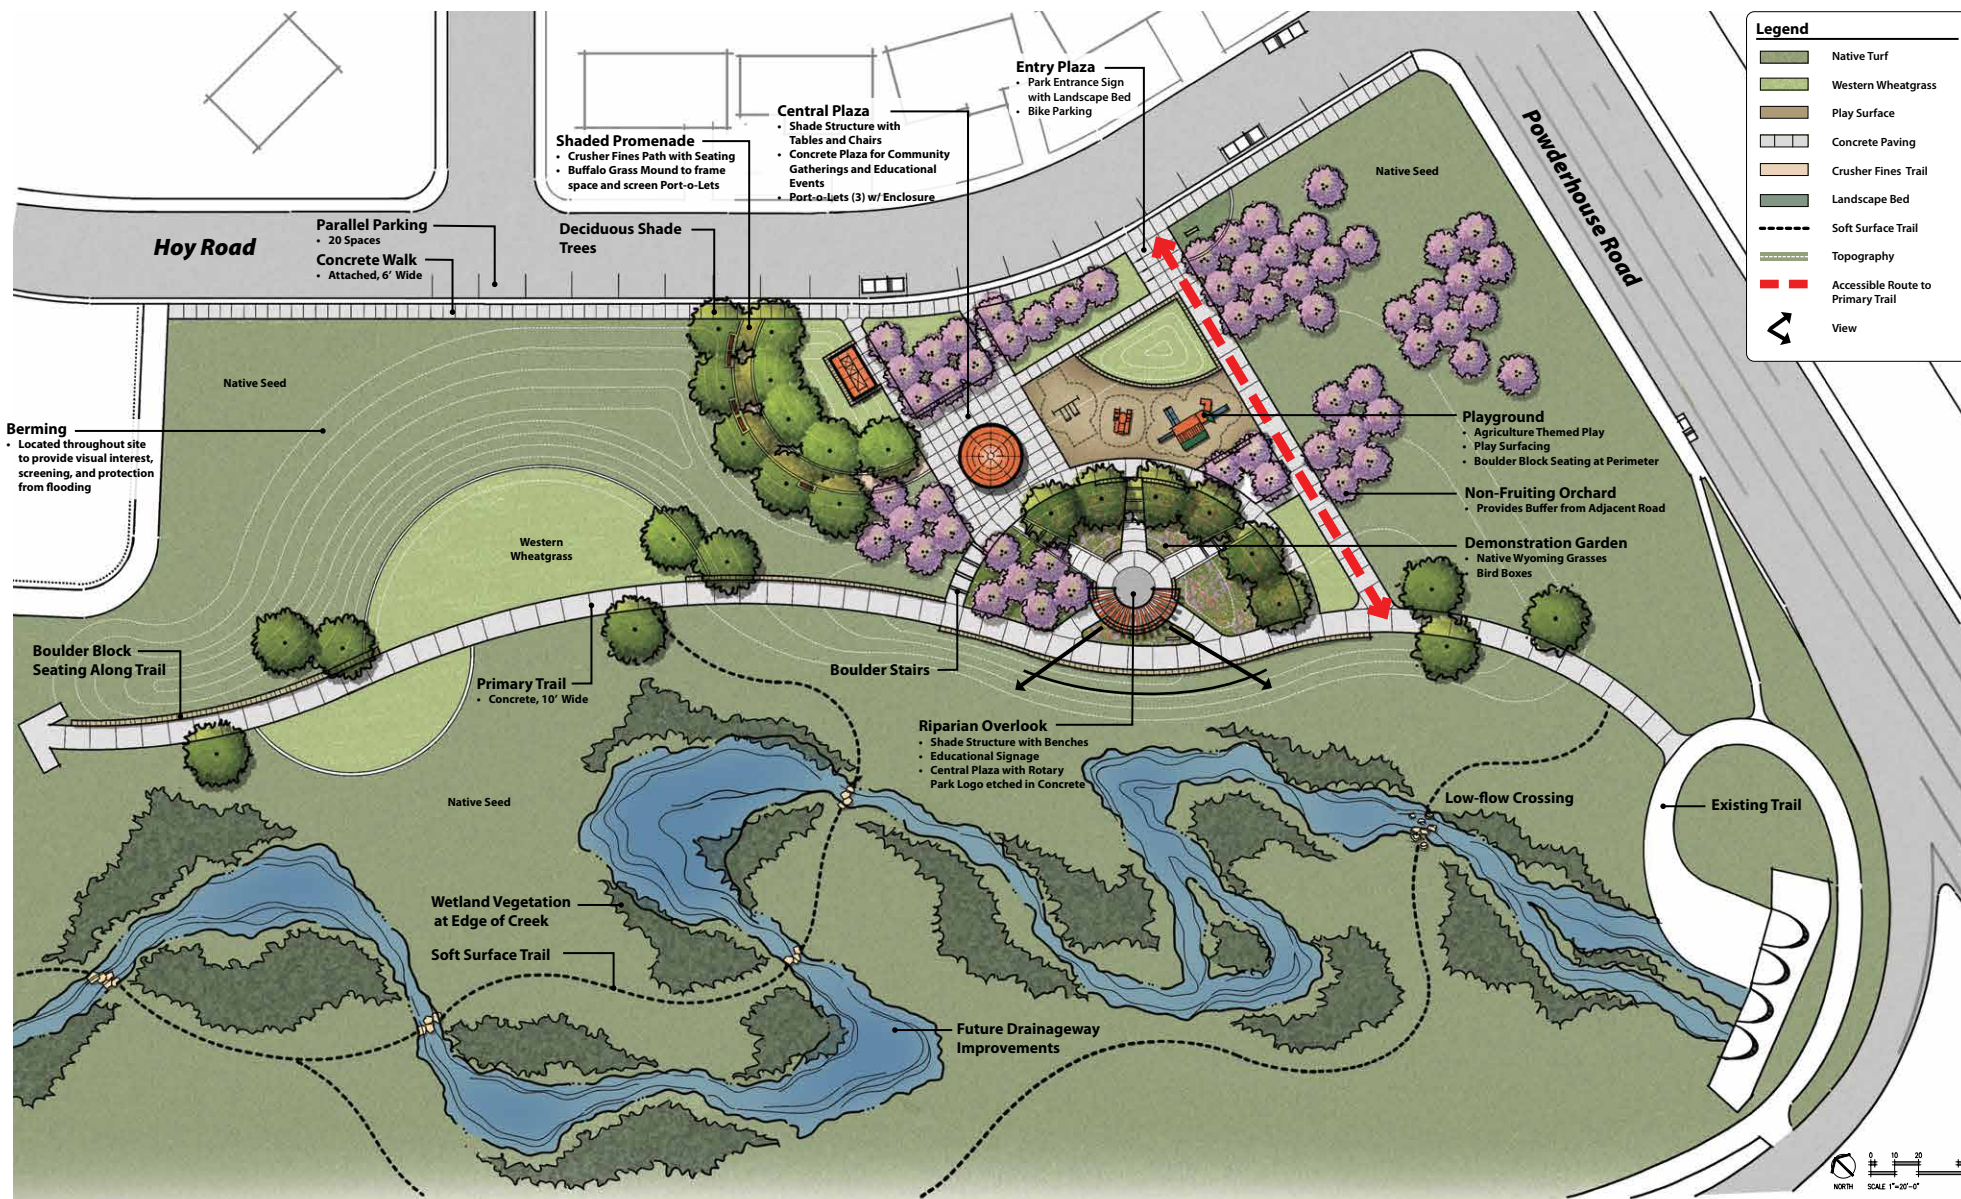 Legend
Native Turf
Western Wheatgrass
Play Surface
Concrete Paving
Crusher Fines Trail
Landscape Bed
Soft Surface Trail
Topography
Accessible Route to
Primary Trail
View
Entry Plaza
• Park Entrance Sign
with Landscape Bed
• Bike Parking
Central Plaza
• Shade Structure with
Tables and Chairs
• Concrete Plaza for Community
Gatherings and Educational
Events
• Port-o-Lets (3) w/ Enclosure
Shaded Promenade
• Crusher Fines Path with Seating
• Buffalo Grass Mound to frame
space and screen Port-o-Lets
Powderhouse Road
Native Seed
Parallel Parking
• 20 Spaces
Concrete Walk
• Attached, 6' Wide
Deciduous Shade
Trees
Hoy Road
Native Seed
Berming
• Located throughout site
to provide visual interest,
screening, and protection
from flooding
Playground
• Agriculture Themed Play
• Play Surfacing
• Boulder Block Seating at Perimeter
Non-Fruiting Orchard
• Provides Buffer from Adjacent Road
Demonstration Garden
• Native Wyoming Grasses
Bird Boxes
Western
Wheatgrass
Boulder Block
Seating Along Trail
Boulder Stairs
Primary Trail
• Concrete, 10' Wide
Riparian Overlook
• Shade Structure with Benches
• Educational Signage
• Central Plaza with Rotary
Park Logo etched in Concrete
Native Seed
Low-flow Crossing
Existing Trail
Wetland Vegetation
at Edge of Creek
Soft Surface Trail
Future Drainageway
Improvements
0 10 20
NORTH SCALE 1"=20'-0"